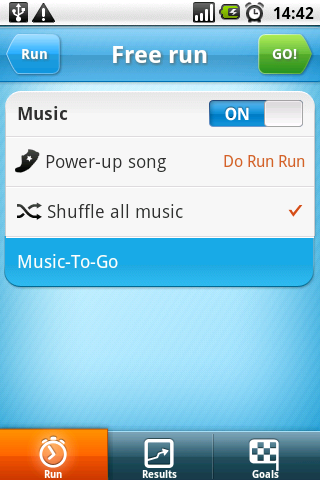 14:42
Run
Free run
GO!
Music
ON
Power-up song
Do Run Run
Shuffle all music
Music-To-Go
Run
Results
Goals